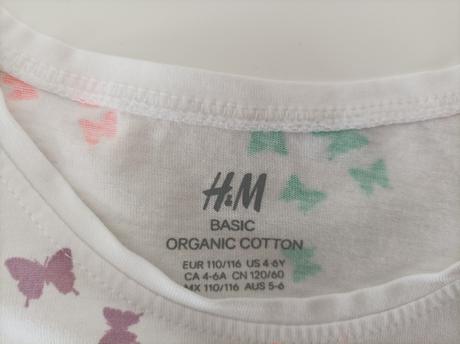 H&M
BASIC
ORGANIC COTTON
EUR 110/116 US 4-6Y
CA 4-6A CN 120/60
MX 110/116 AUS 5-6